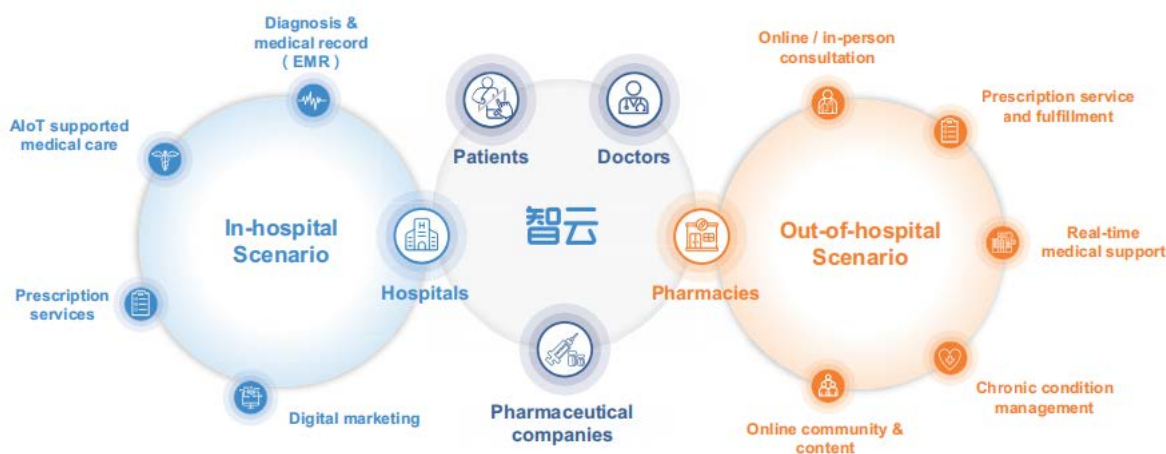 Diagnosis &
medical record
( EMR )
AIoT supported
medical care
In-hospital
Scenario
Prescription
services
Digital marketing
Hospitals
Patients
Doctors
智云
Pharmaceutical
companies
Pharmacies
Online / in-person
consultation
Prescription service
and fulfillment
Out-of-hospital
Scenario
Real-time
medical support
Chronic condition
management
Online community &
content